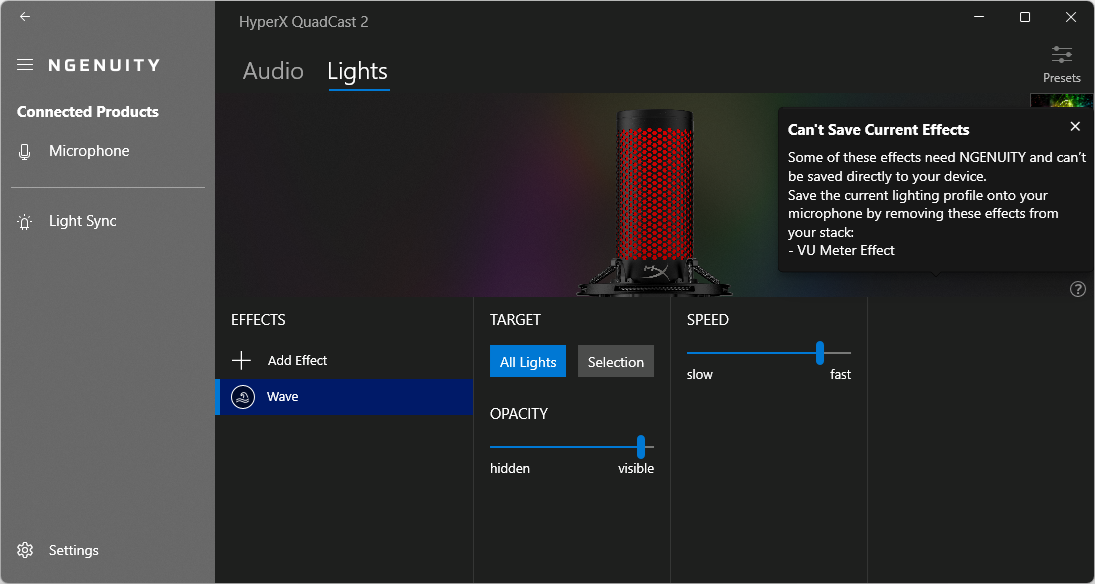 HyperX QuadCast 2
NGENUITY
Audio
Lights
Presets
Connected Products
Microphone
Light Sync
Settings
Can't Save Current Effects
Some of these effects need NGENUITY and can't
be saved directly to your device.
Save the current lighting profile onto your
microphone by removing these effects from
your stack:
- VU Meter Effect
EFFECTS
Add Effect
Wave
TARGET
All Lights
Selection
OPACITY
hidden
visible
SPEED
slow
fast